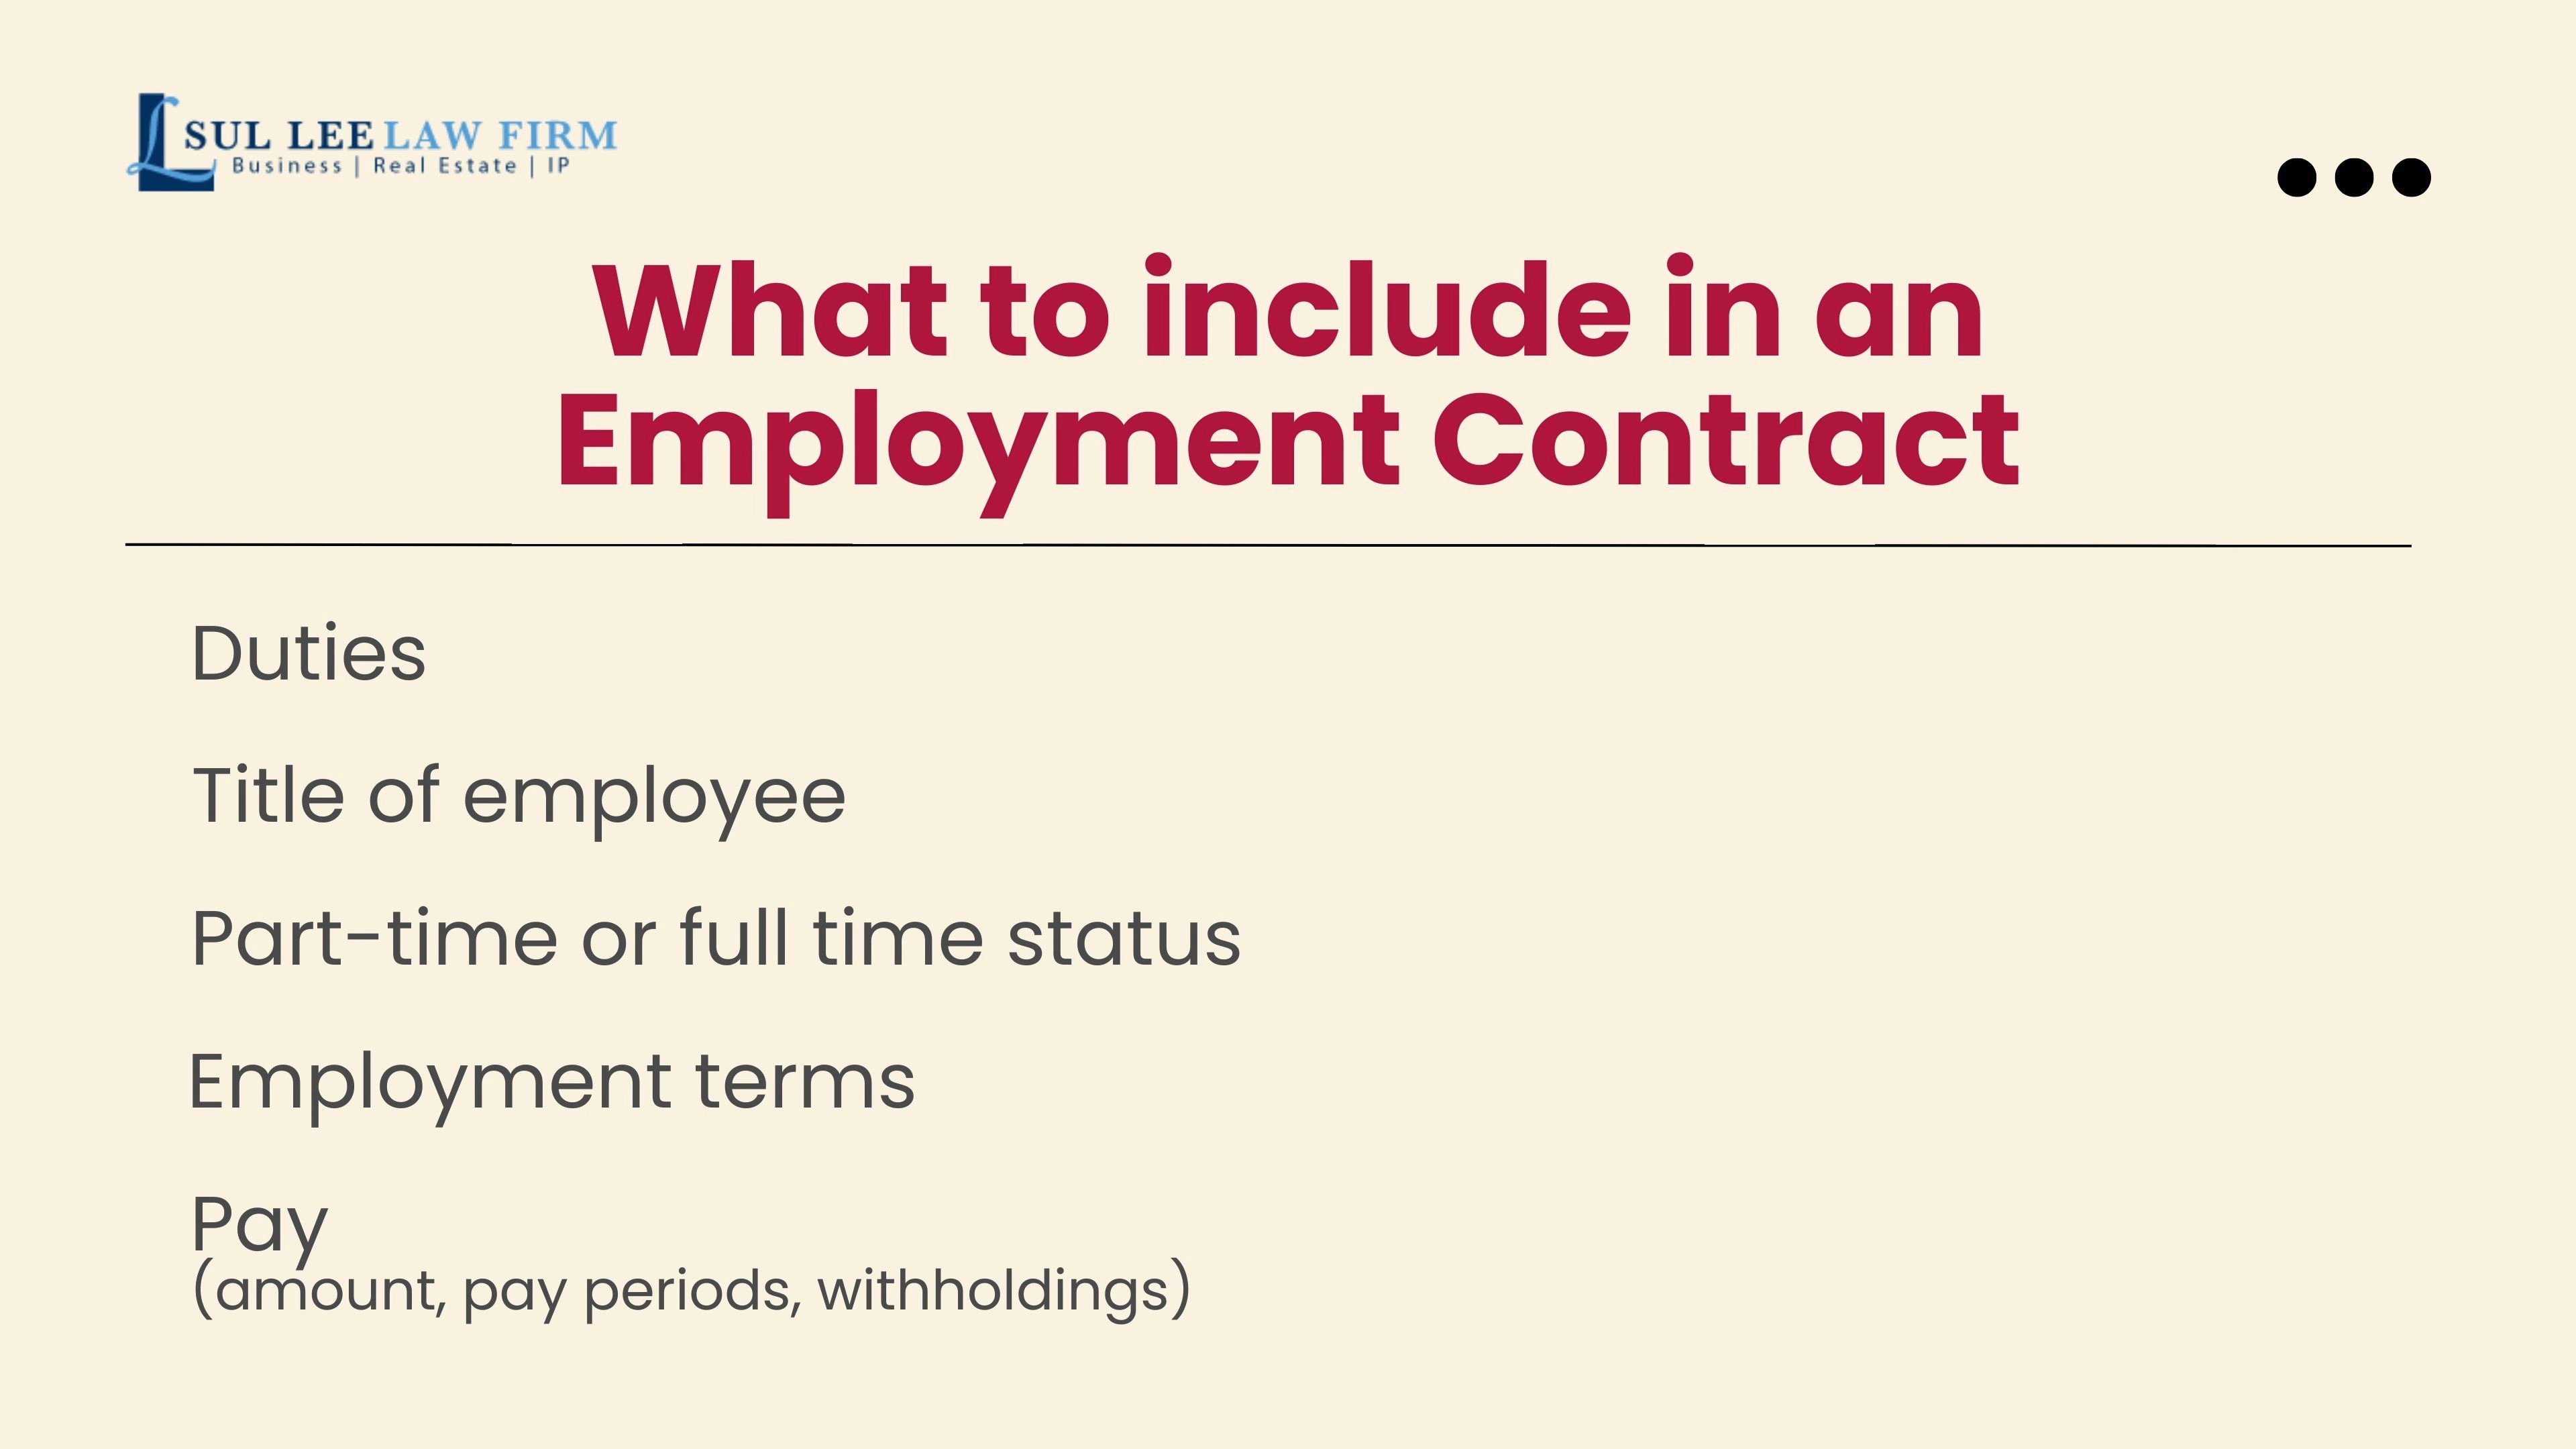 SUL LEE LAW FIRM
Business | Real Estate | IP
What to include in an
Employment Contract
Duties
Title of employee
Part-time or full time status
Employment terms
Pay
(amount, pay periods, withholdings)